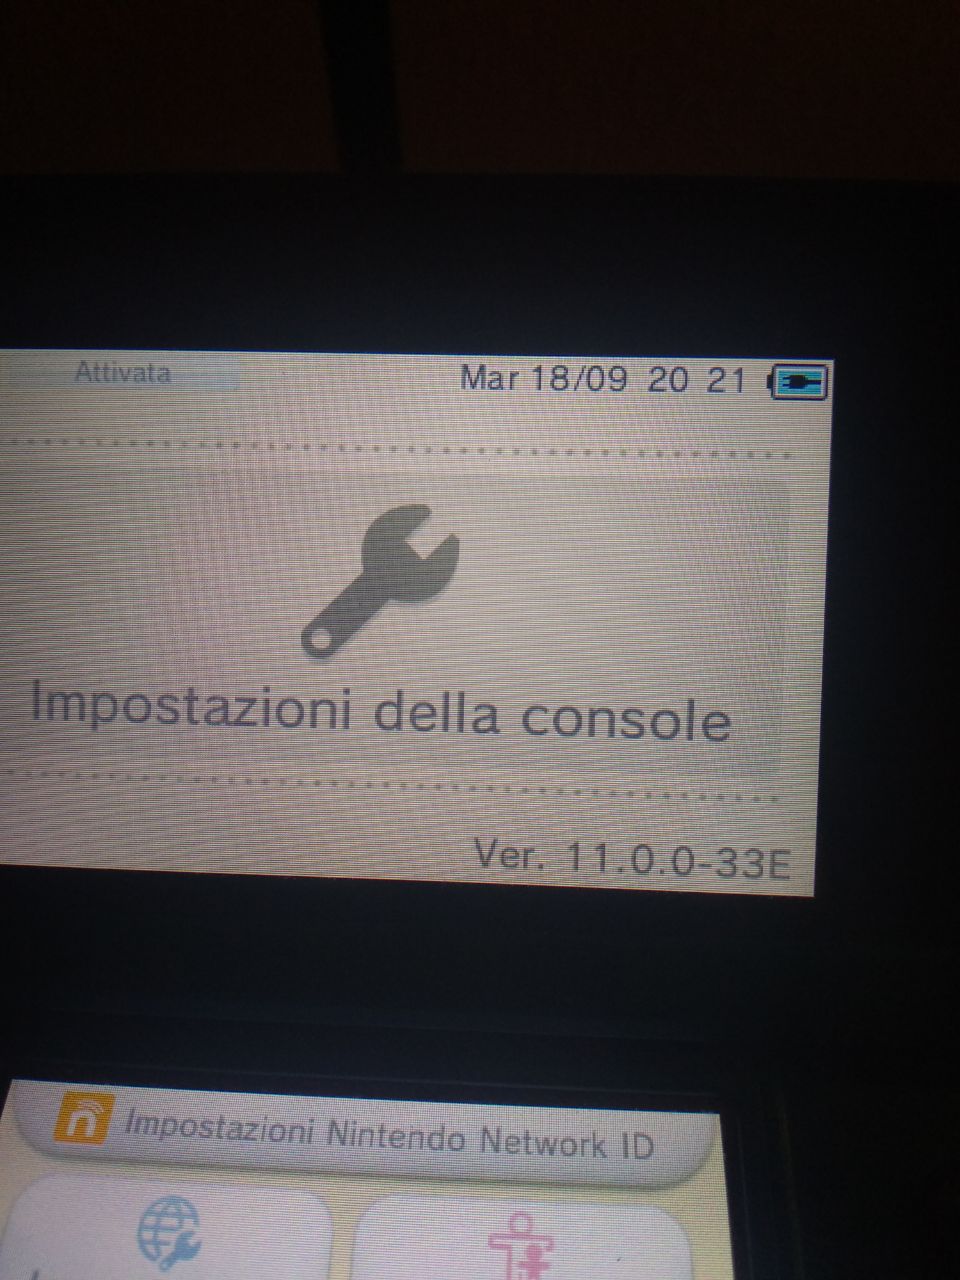 Attivata
Mar 18/09 20 21
Impostazioni della console
Ver. 11.0.0-33E
Impostazioni Nintendo Network ID